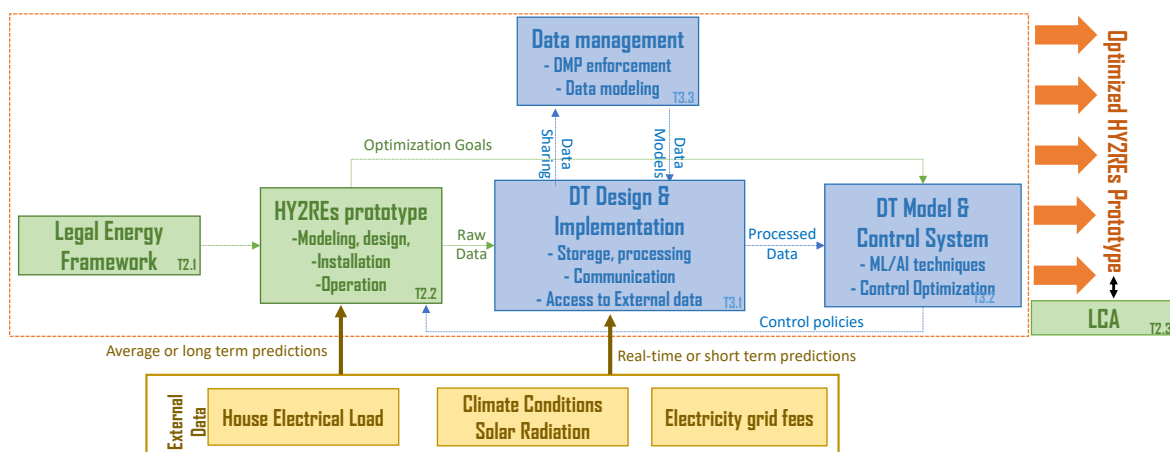 Data management
- DMP enforcement
- Data modeling
T3.3
Optimization Goals
Data
Sharing
Data
Models
Legal Energy
Framework
T2.1
HY2REs prototype
-Modeling, design,
-Installation
-Operation
T2.2
Raw
Data
DT Design &
Implementation
- Storage, processing
- Communication
- Access to External data
T3.1
Processed
Data
DT Model &
Control System
- ML/AI techniques
- Control Optimization
T3.2
Control policies
Optimized HY2REs Prototype
LCA
T2.3
Average or long term predictions
Real-time or short term predictions
External
Data
House Electrical Load
Climate Conditions
Solar Radiation
Electricity grid fees